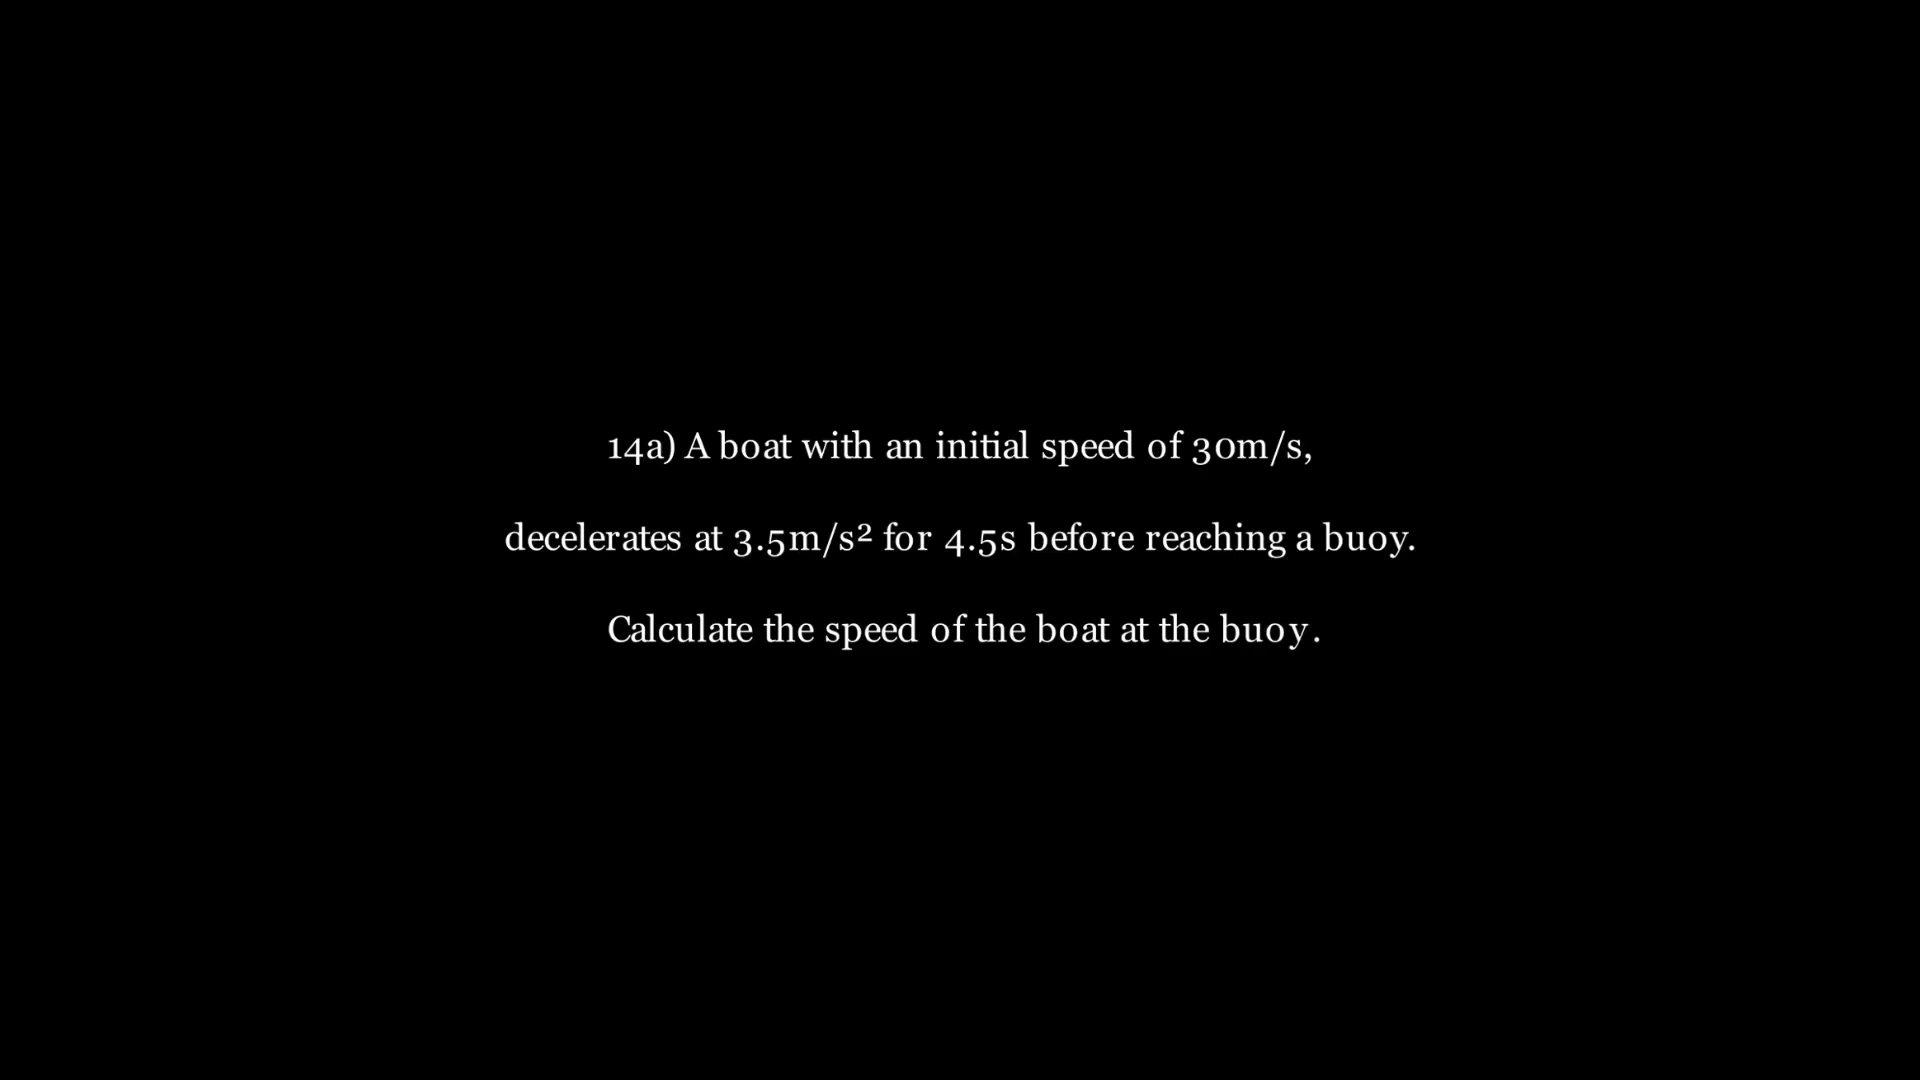 14a) A boat with an initial speed of 30m/s,
decelerates at 3.5m/s² for 4.5s before reaching a buoy.
Calculate the speed of the boat at the buoy.